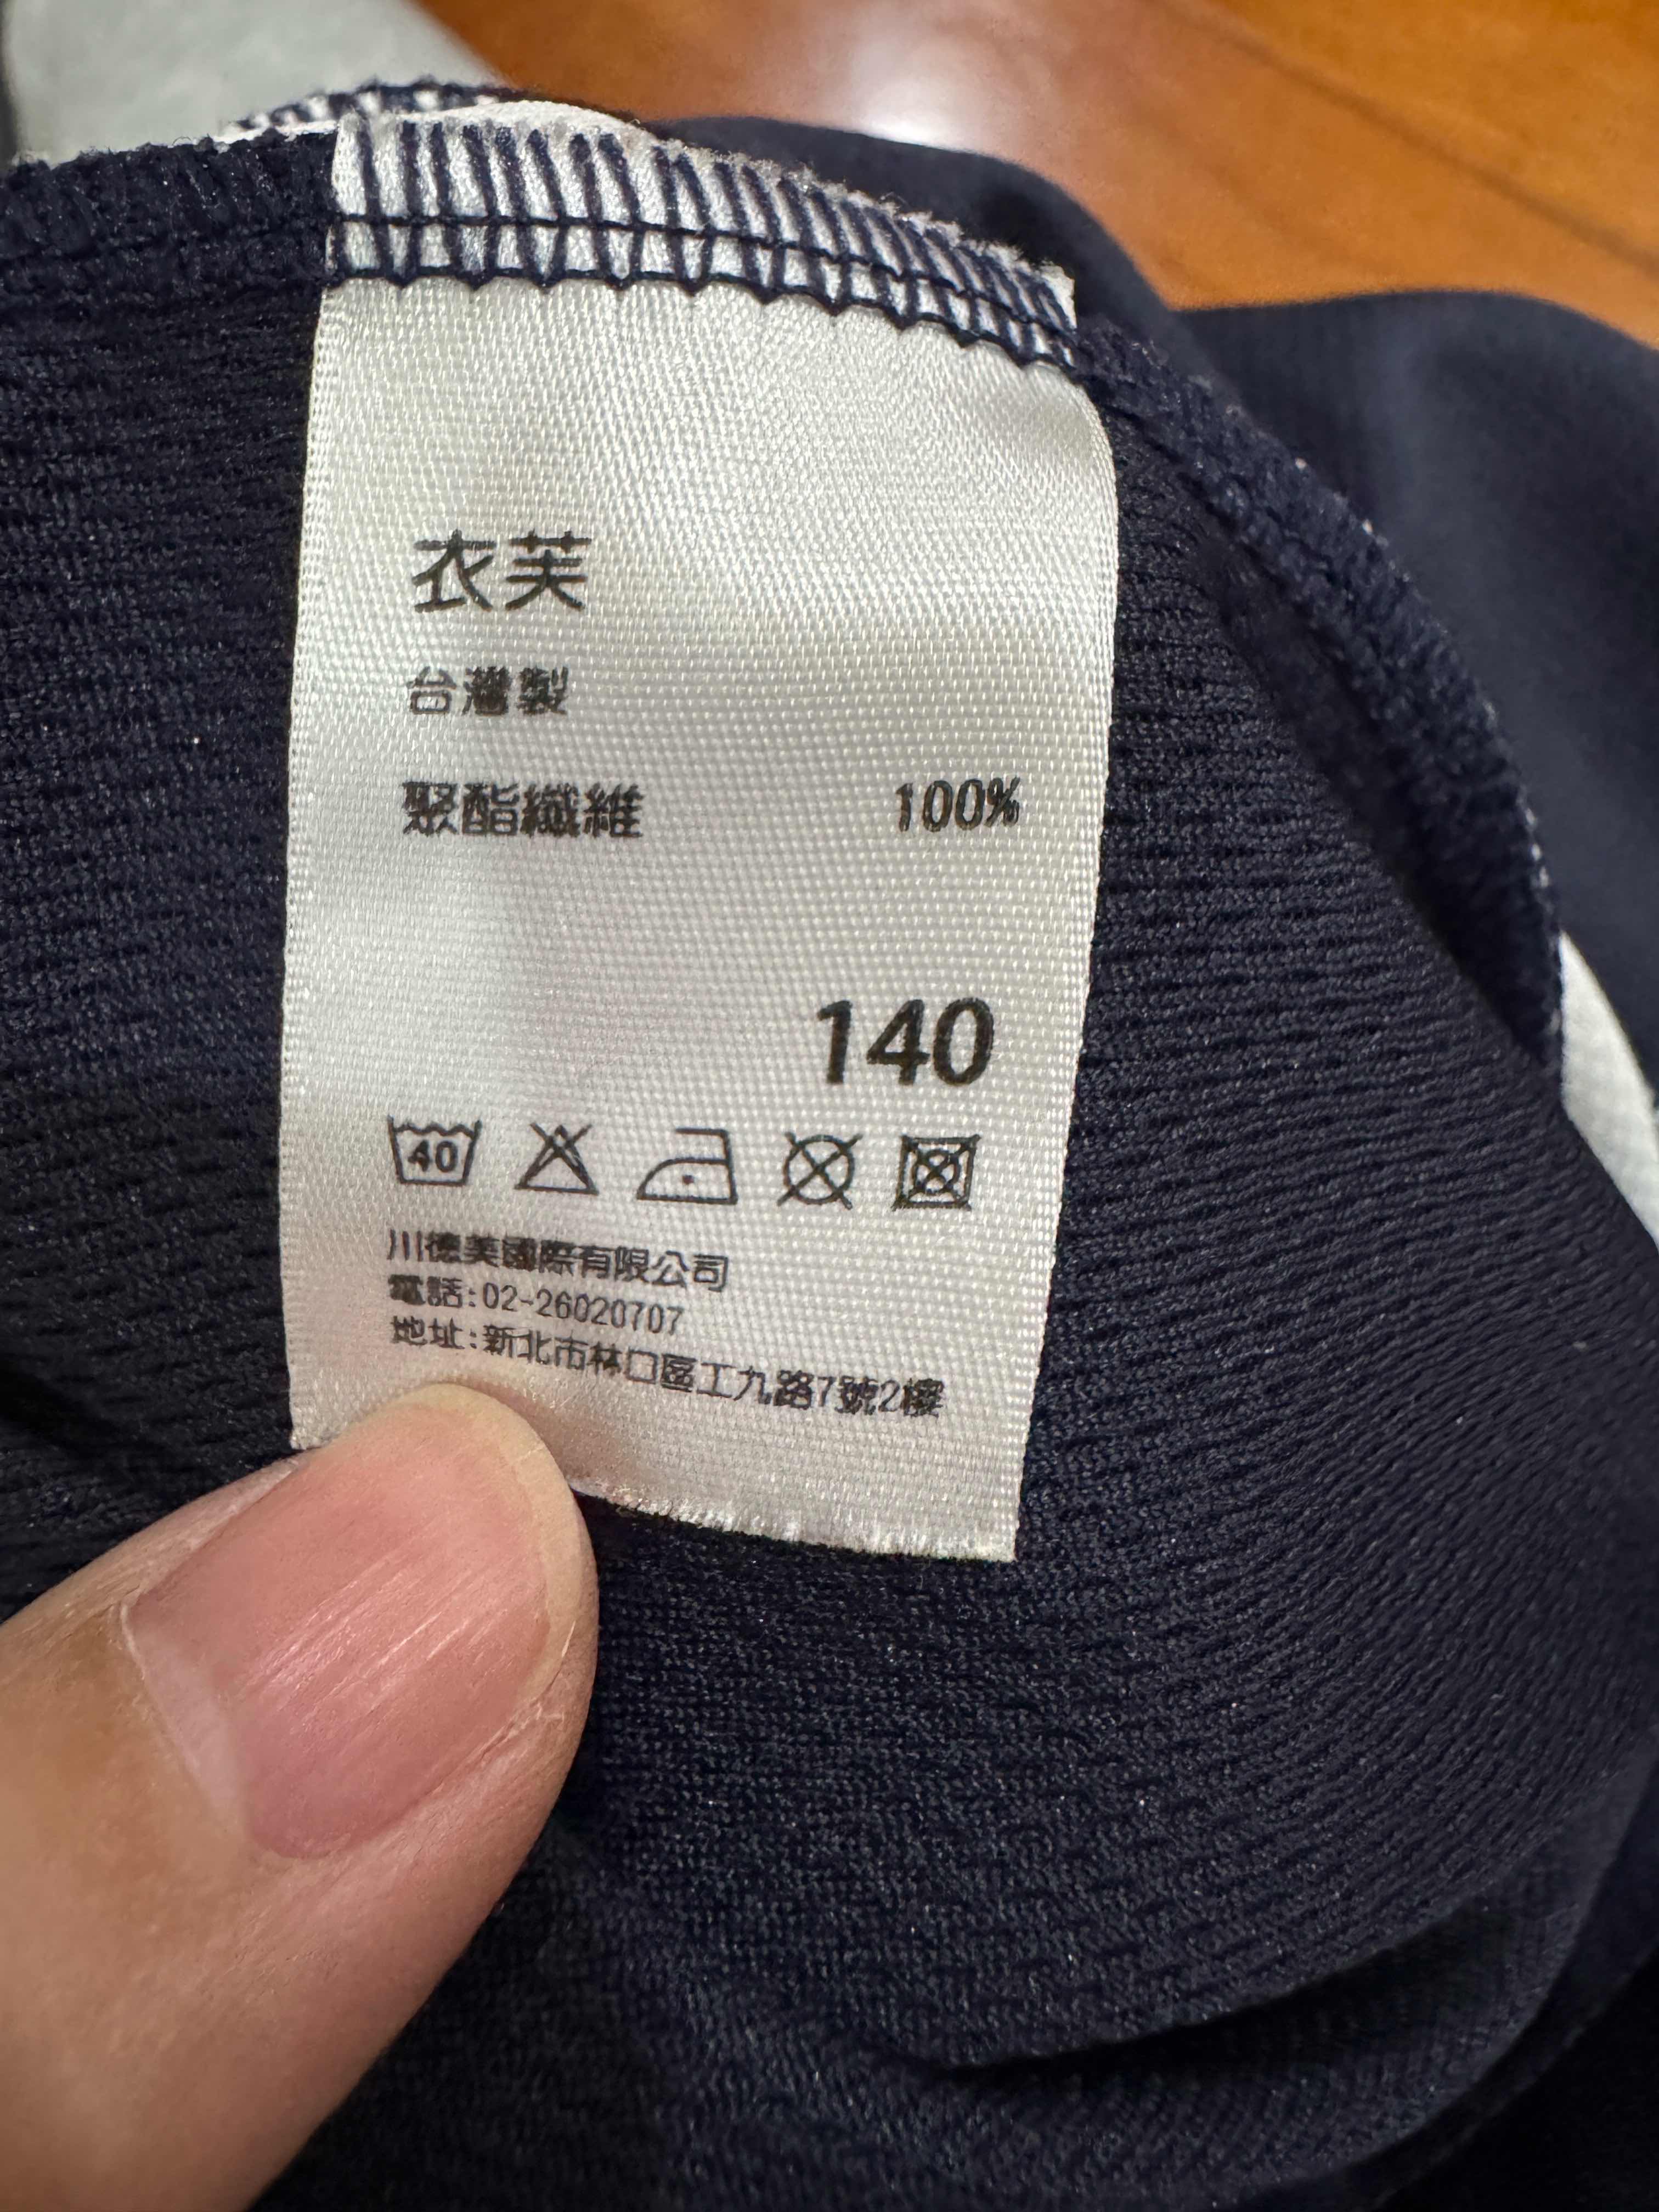 衣芙
台灣製
聚酯纖維 100%
140
40
川德美國際有限公司
電話:02-26020707
地址:新北市林口區工九路7號2樓